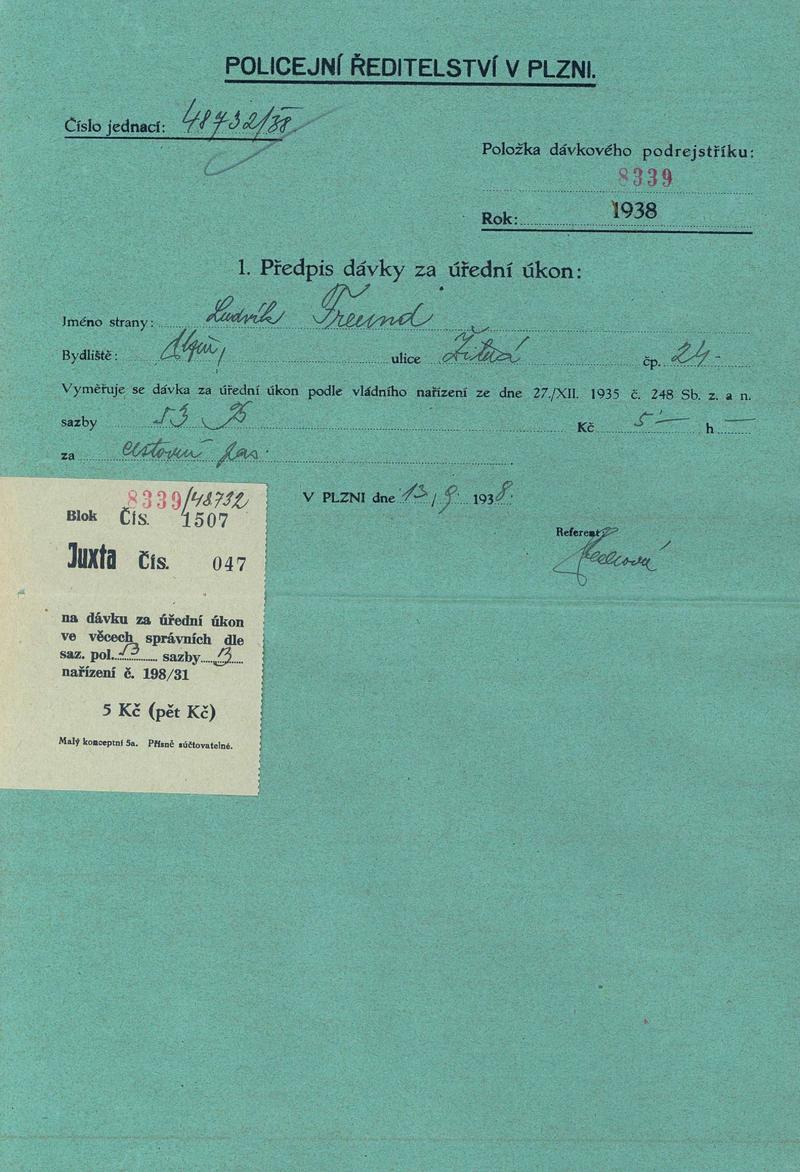 POLICEJNÍ ŘEDITELSTVÍ V PLZNI.
Číslo jednací: 48732/38
Položka dávkového podrejstříku:
8339
Rok: 1938
1. Předpis dávky za úřední úkon:
Jméno strany: Ludvík Freund
Bydliště: Plzeň, ulice Žitná čp. 24-
Vyměřuje se dávka za úřední úkon podle vládního nařízení ze dne 27./XII. 1935 č. 248 Sb. z. a n.
sazby 53 B Kč 5 — h —
za cestovní pas.
V PLZNI dne 13/9. 1938.
Referent:
8339/48732
Blok Čís. 1507
Juxta Čís. 047
na dávku za úřední úkon
ve věcech správních dle
saz. pol. 53 sazby B
nařízení č. 198/31
5 Kč (pět Kč)
Malý konceptní 5a. Přísně súčtovatelné.